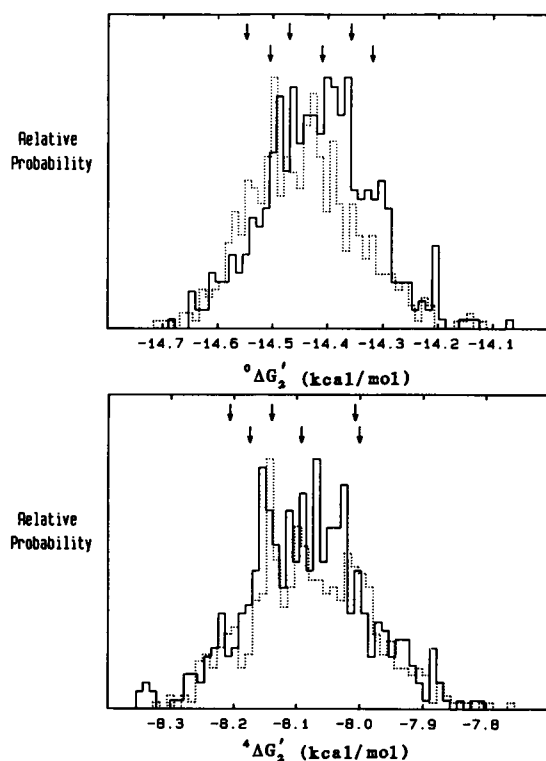 Relative
Probability
-14.7 -14.6 -14.5 -14.4 -14.3 -14.2 -14.1
⁰ΔG₂′ (kcal/mol)
Relative
Probability
-8.3 -8.2 -8.1 -8.0 -7.9 -7.8
⁴ΔG₂′ (kcal/mol)